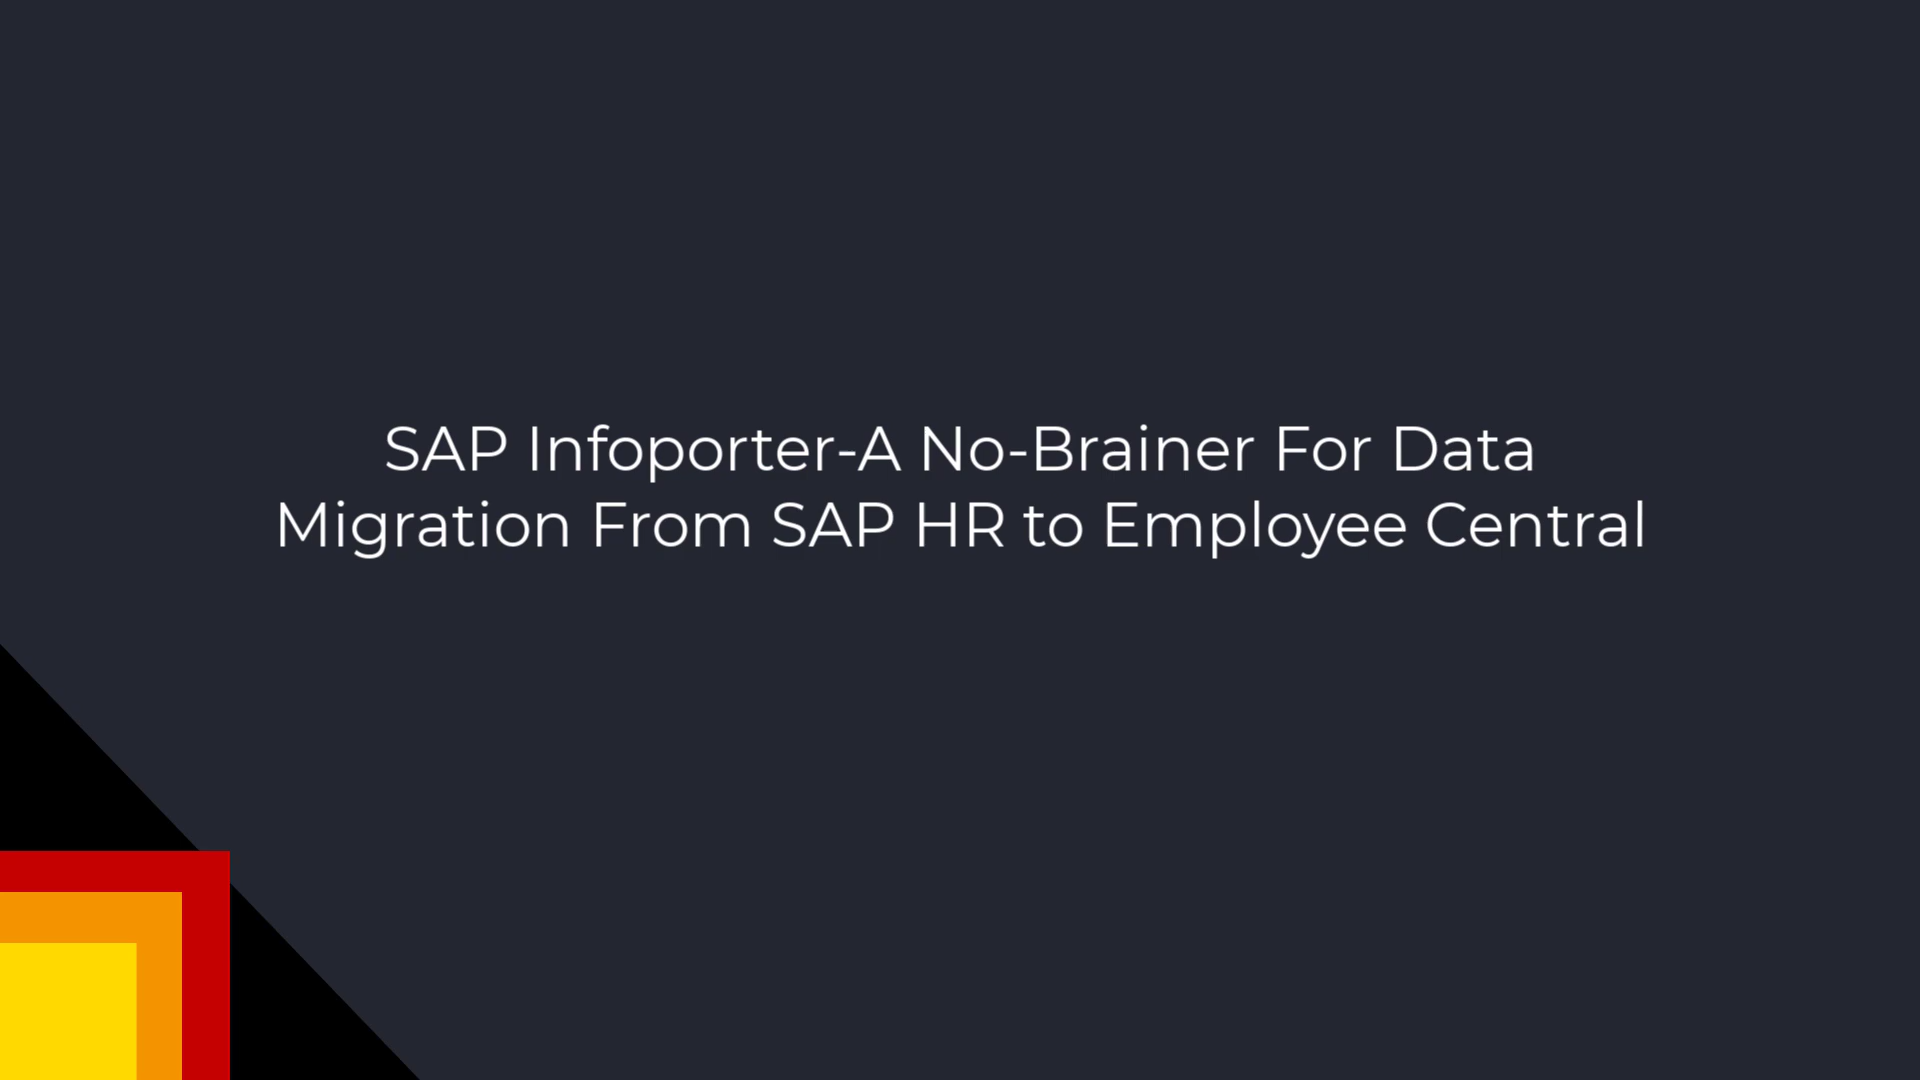 SAP Infoporter-A No-Brainer For Data
Migration From SAP HR to Employee Central